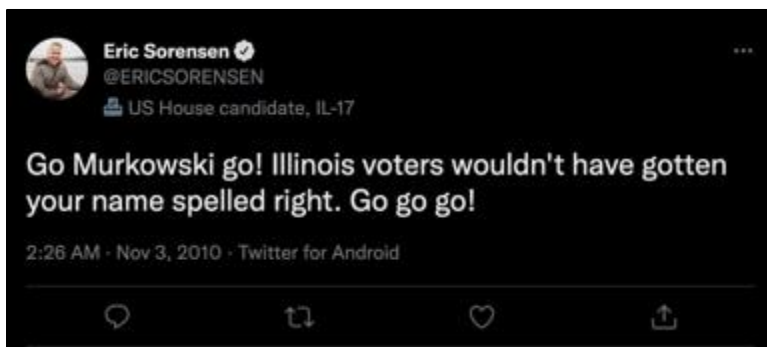 Eric Sorensen
@ERICSORENSEN
US House candidate, IL-17
Go Murkowski go! Illinois voters wouldn't have gotten
your name spelled right. Go go go!
2:26 AM · Nov 3, 2010 · Twitter for Android